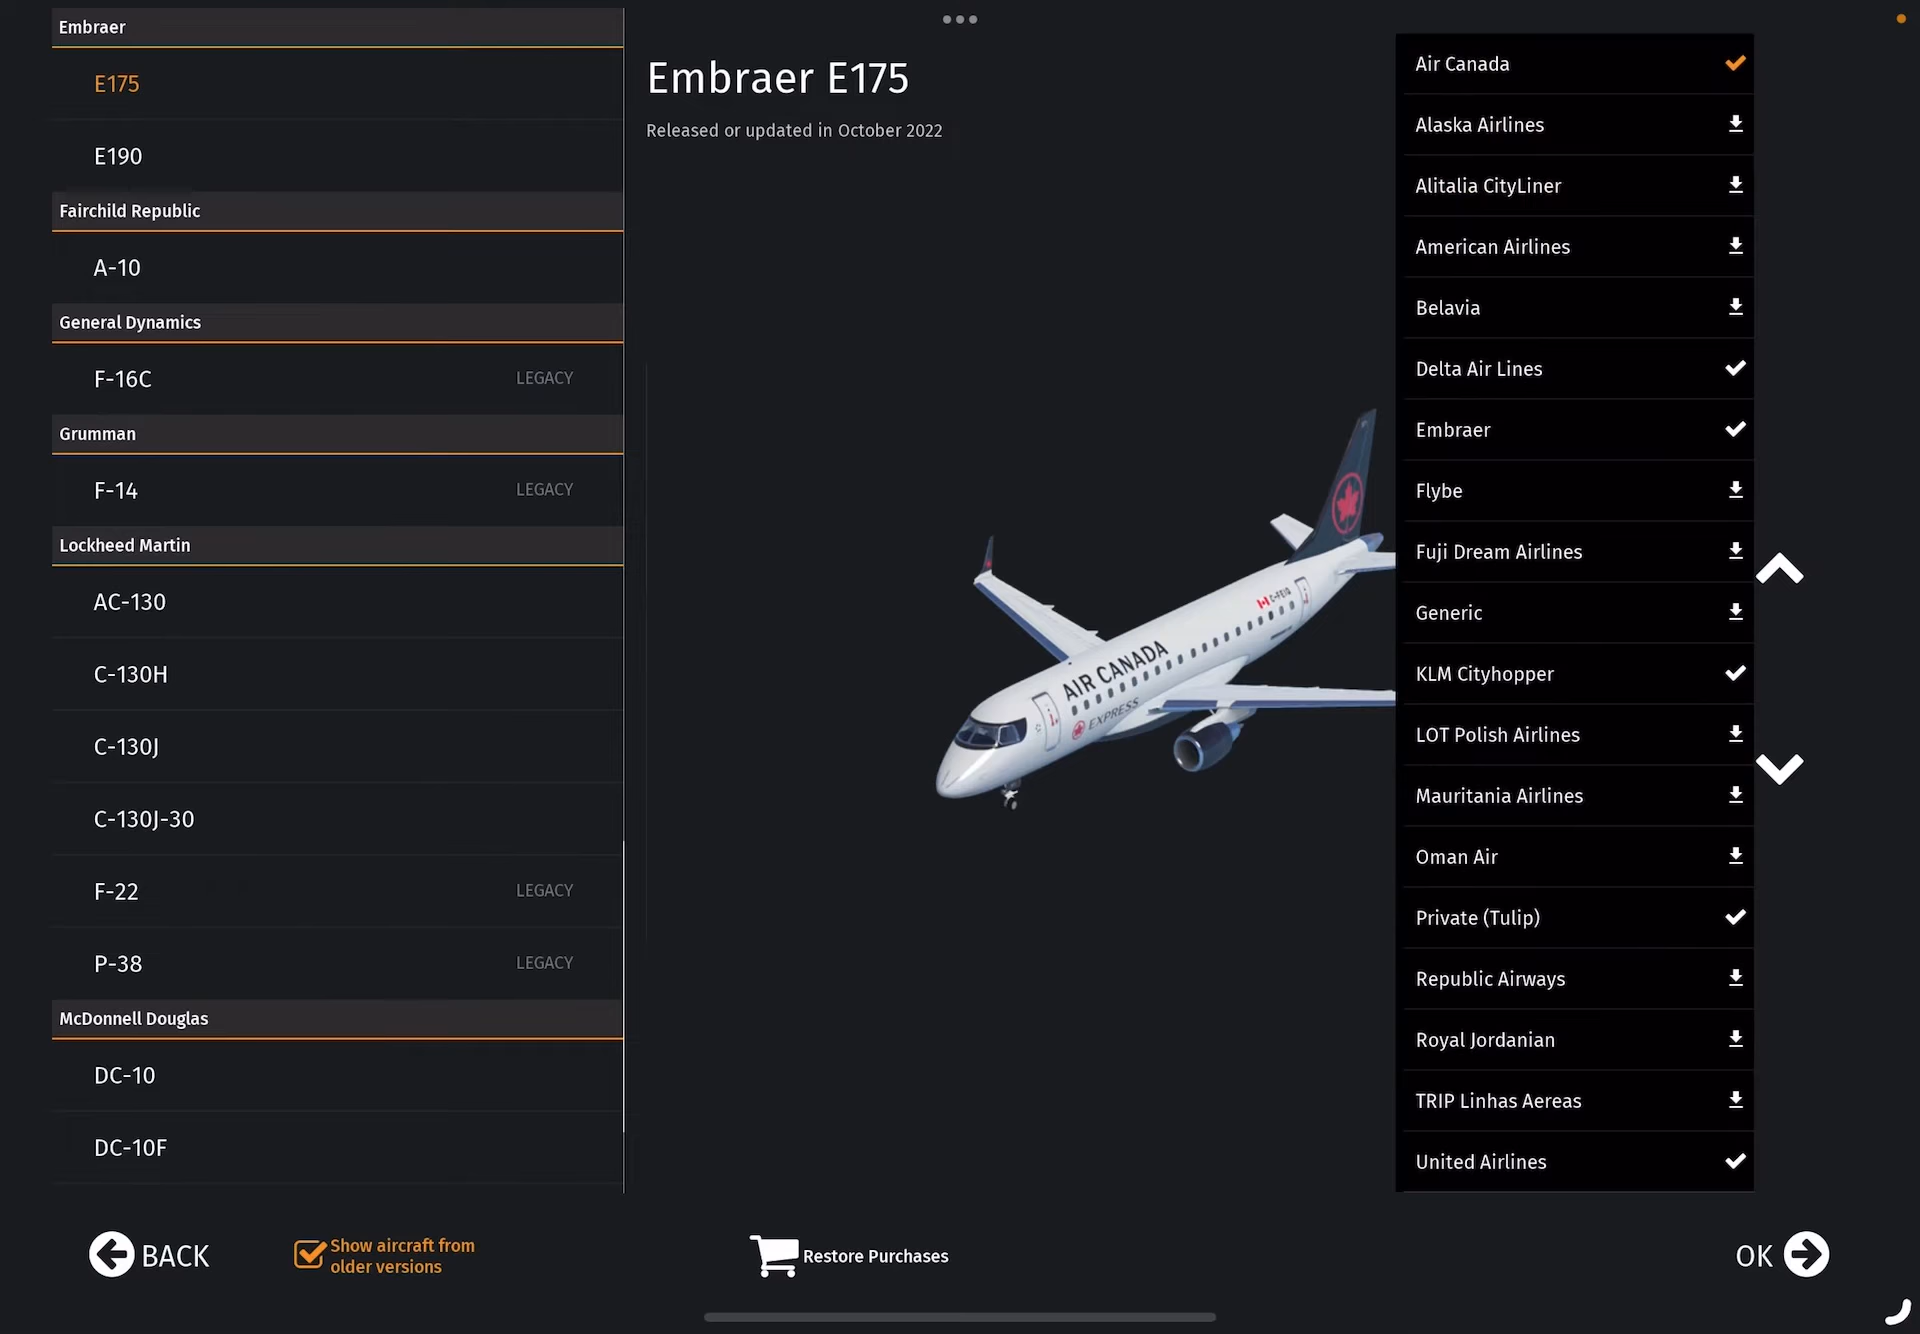 Embraer
E175
E190
Fairchild Republic
A-10
General Dynamics
F-16C LEGACY
Grumman
F-14 LEGACY
Lockheed Martin
AC-130
C-130H
C-130J
C-130J-30
F-22 LEGACY
P-38 LEGACY
McDonnell Douglas
DC-10
DC-10F
Embraer E175
Released or updated in October 2022
C-FEIQ
AIR CANADA
EXPRESS
Air Canada
Alaska Airlines
Alitalia CityLiner
American Airlines
Belavia
Delta Air Lines
Embraer
Flybe
Fuji Dream Airlines
Generic
KLM Cityhopper
LOT Polish Airlines
Mauritania Airlines
Oman Air
Private (Tulip)
Republic Airways
Royal Jordanian
TRIP Linhas Aereas
United Airlines
BACK
Show aircraft from
older versions
Restore Purchases
OK